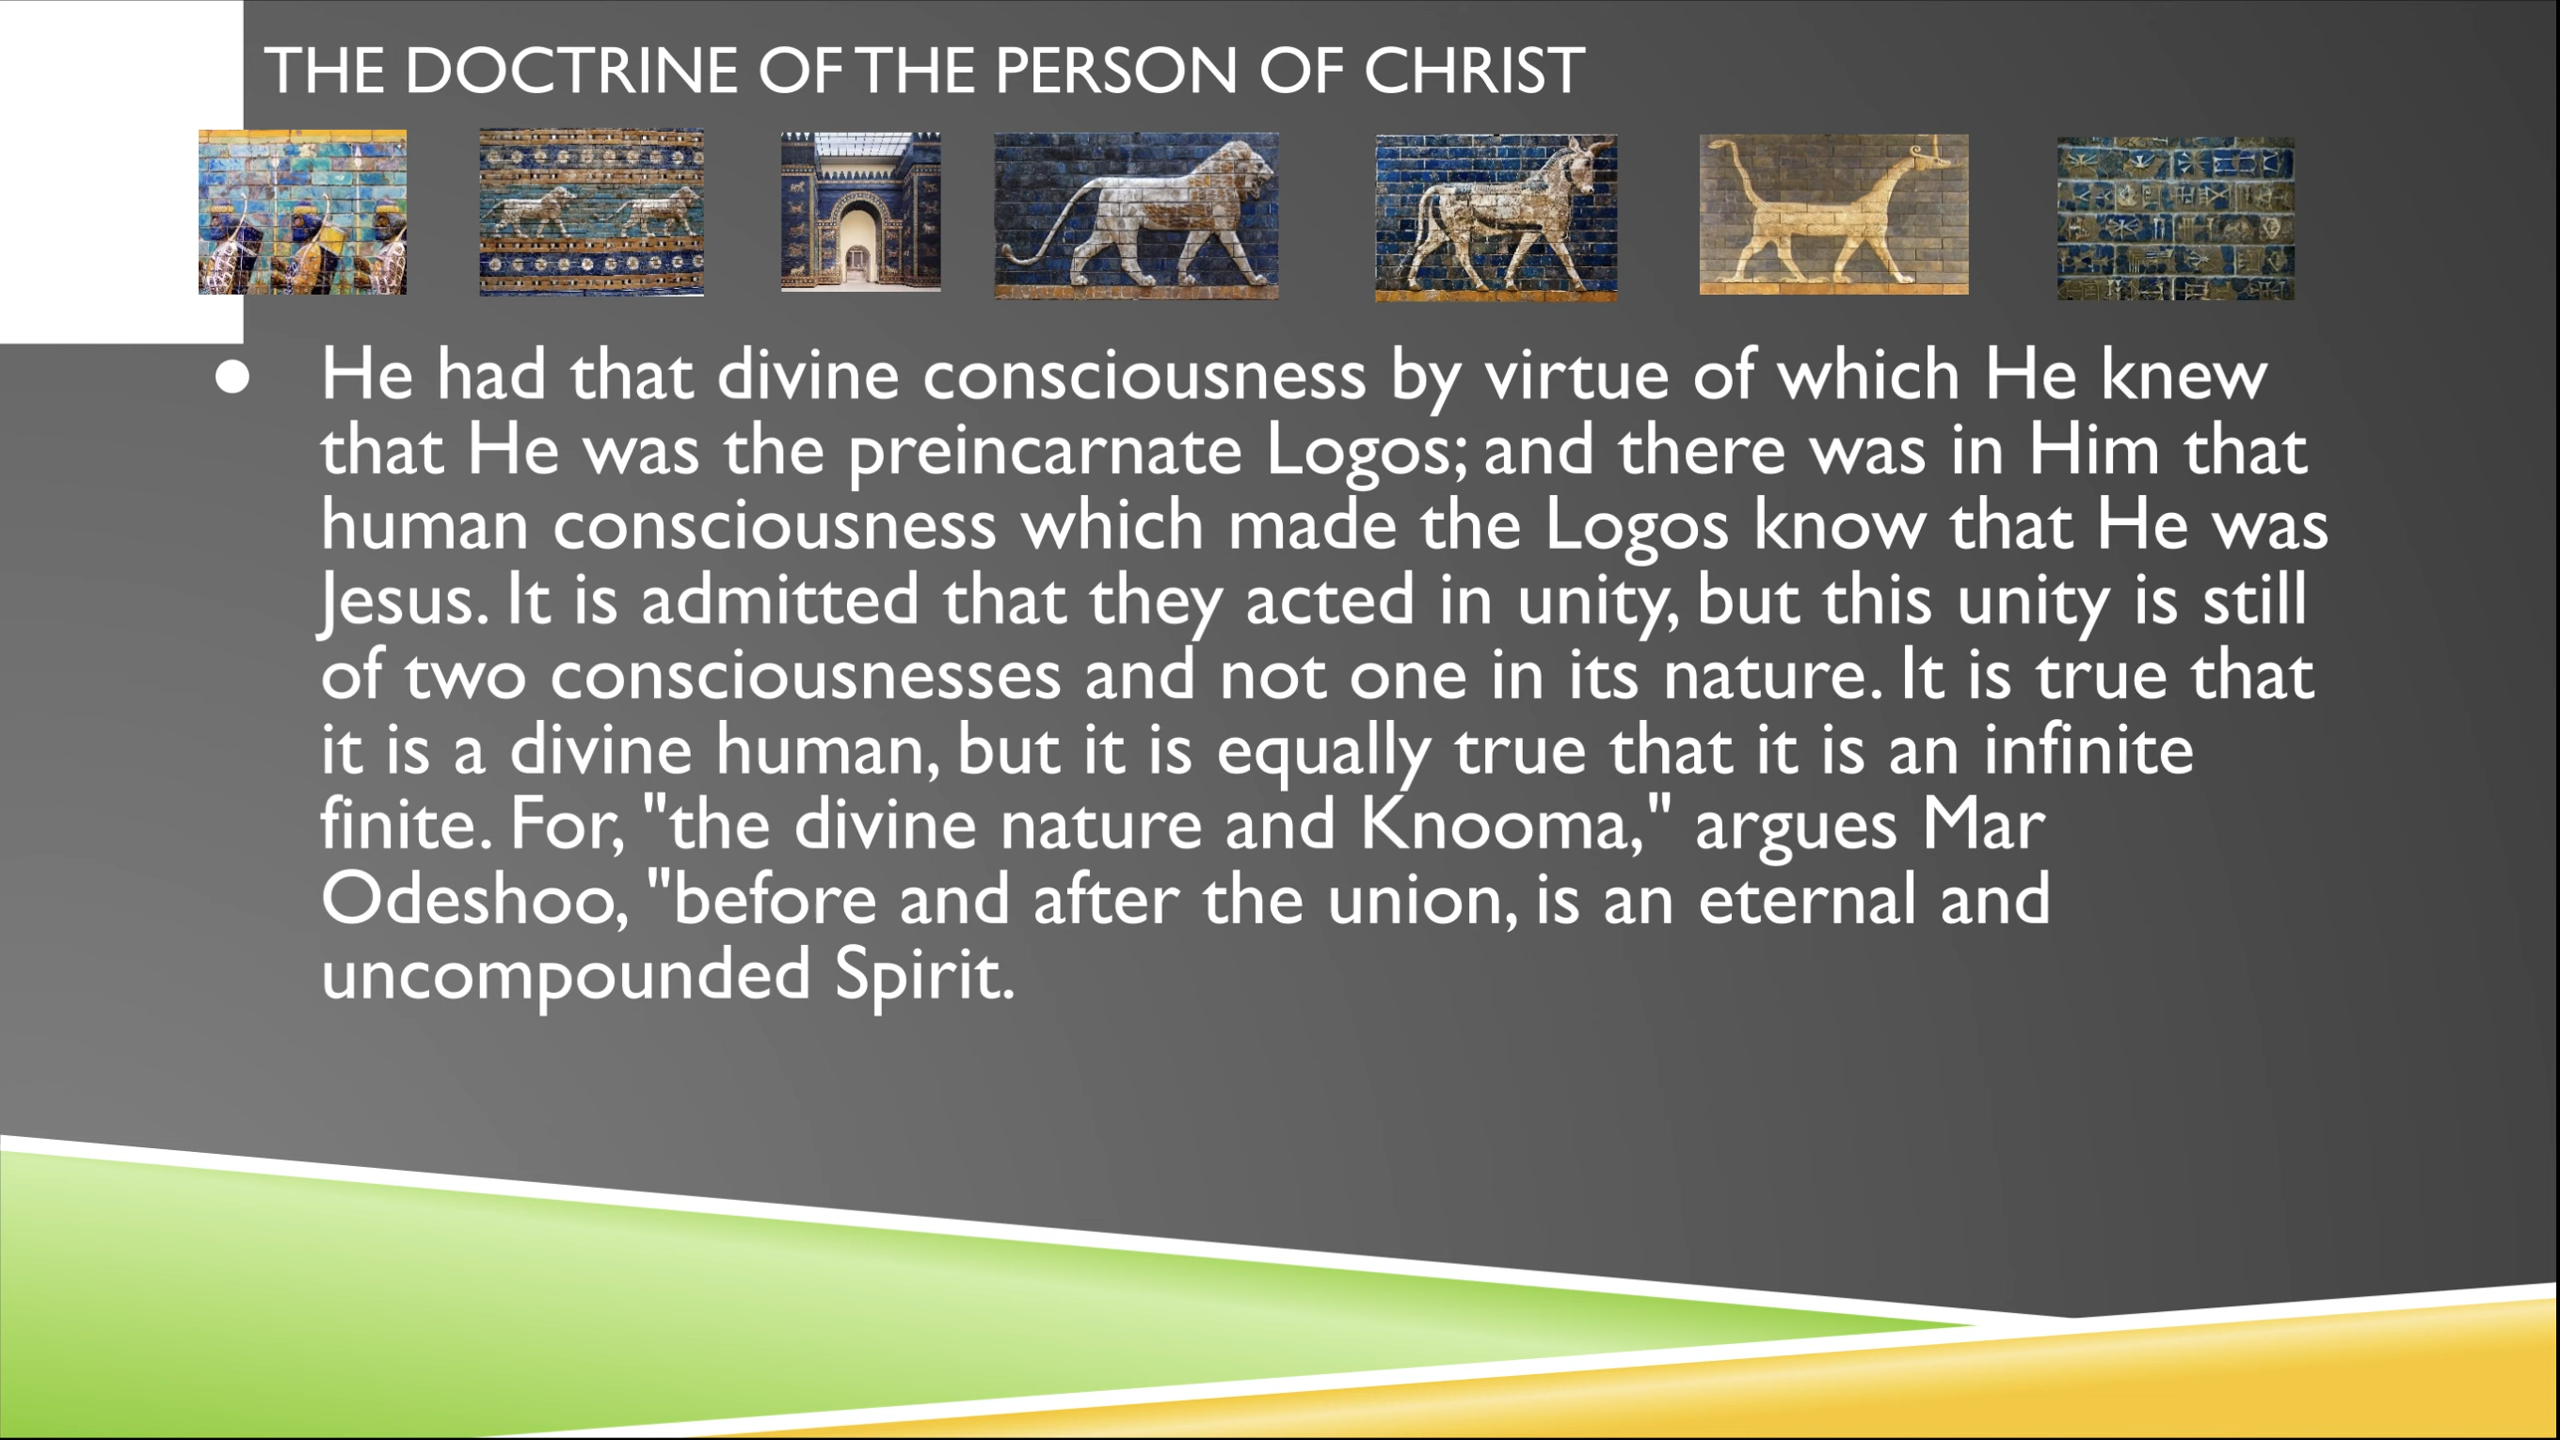 THE DOCTRINE OF THE PERSON OF CHRIST
● He had that divine consciousness by virtue of which He knew
that He was the preincarnate Logos; and there was in Him that
human consciousness which made the Logos know that He was
Jesus. It is admitted that they acted in unity, but this unity is still
of two consciousnesses and not one in its nature. It is true that
it is a divine human, but it is equally true that it is an infinite
finite. For, "the divine nature and Knooma," argues Mar
Odeshoo, "before and after the union, is an eternal and
uncompounded Spirit.